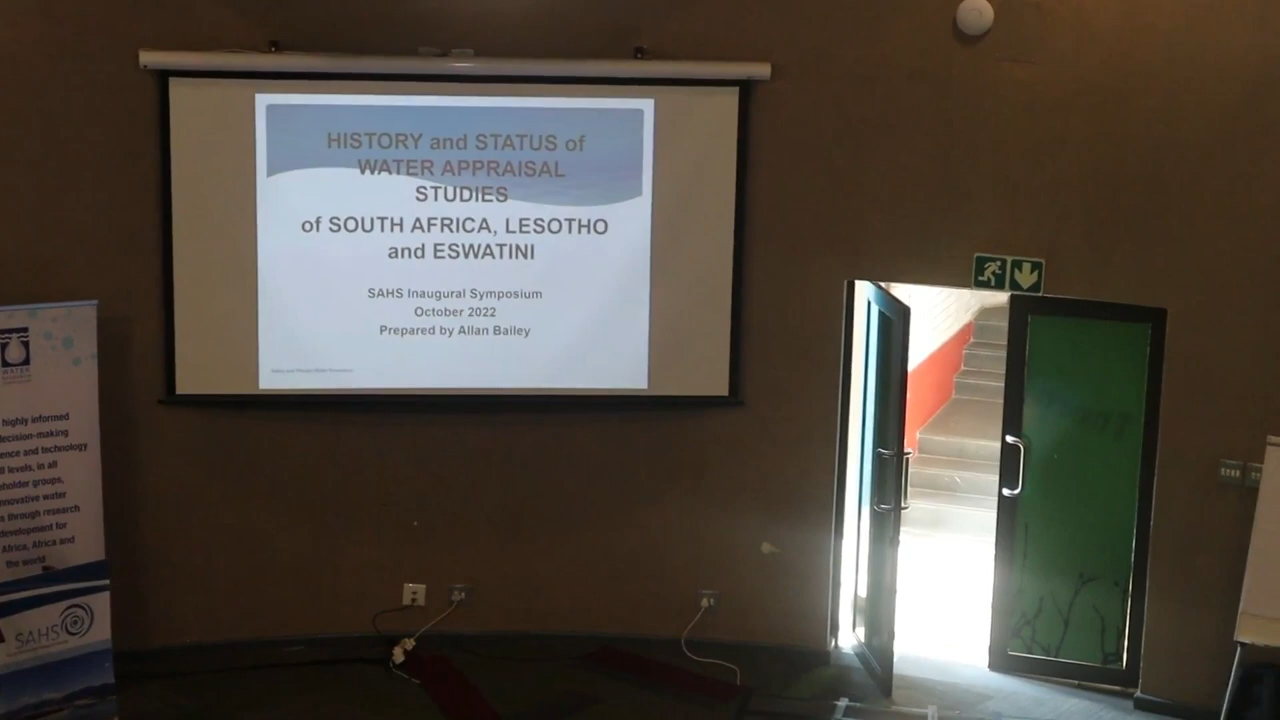 HISTORY and STATUS of
WATER APPRAISAL
STUDIES
of SOUTH AFRICA, LESOTHO
and ESWATINI
SAHS Inaugural Symposium
October 2022
Prepared by Allan Bailey
WATER
highly informed
decision-making
ence and technology
ll levels, in all
eholder groups,
nnovative water
s through research
development for
Africa, Africa and
the world
SAHS